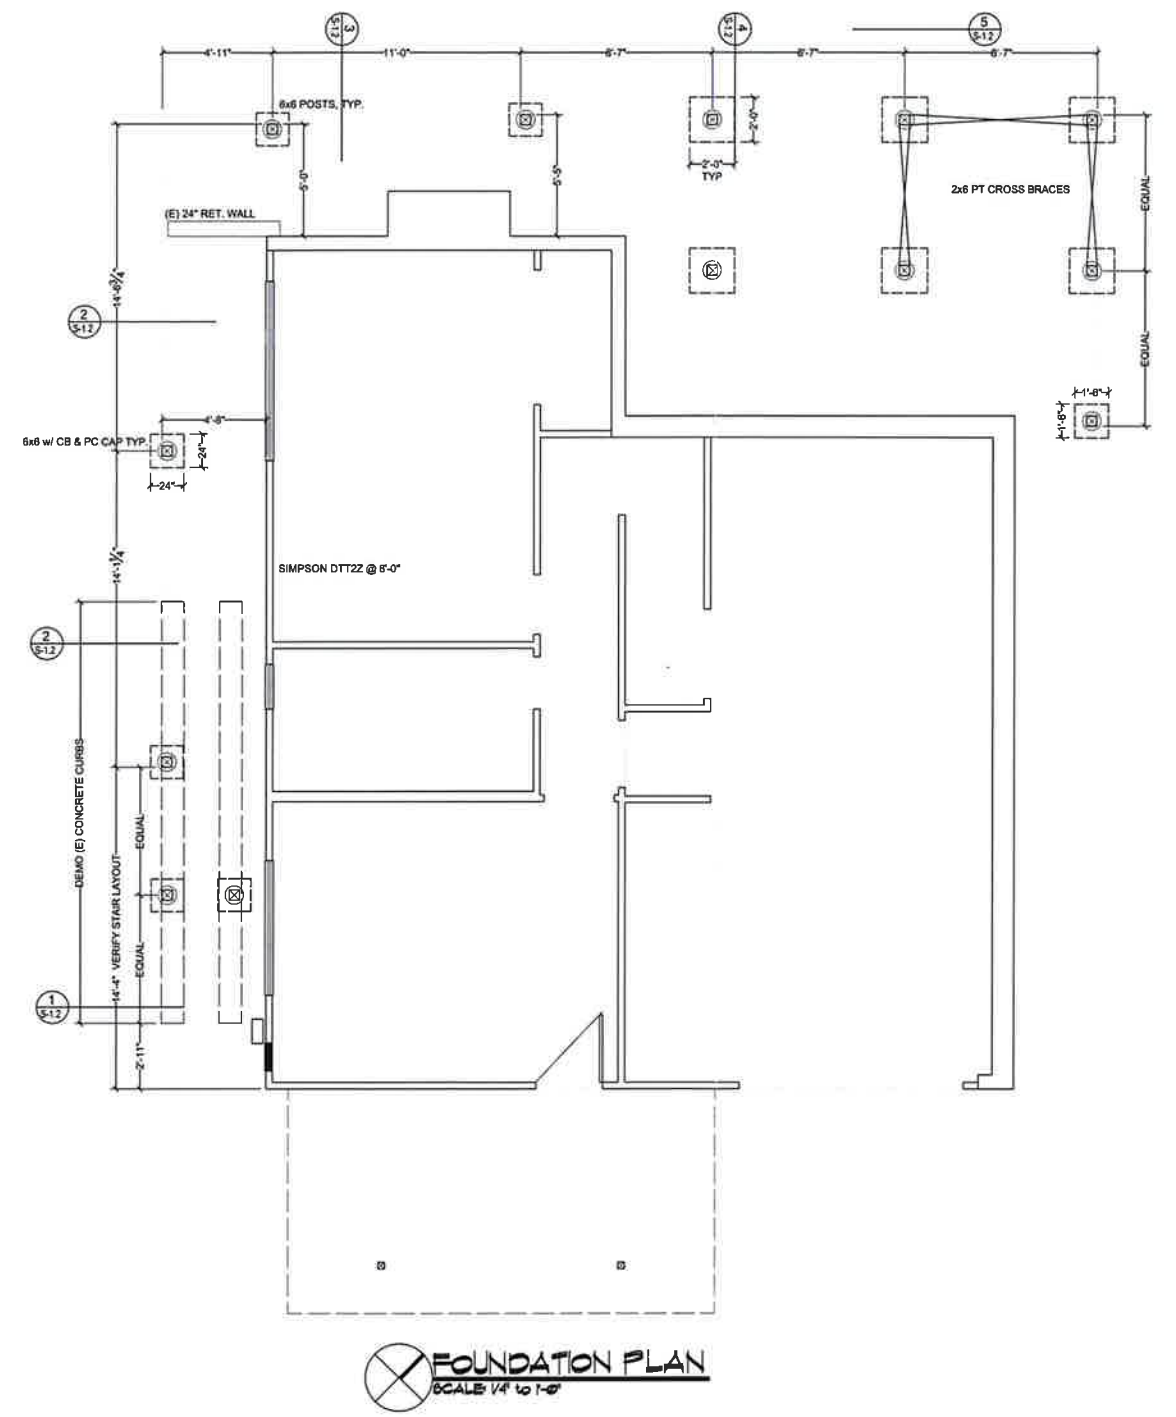 3
S-1.2
4
S-1.2
5
S-1.2
4'-11"
11'-0"
6'-7"
6'-7"
6'-7"
6x6 POSTS, TYP.
5'-0"
5'-5"
2'-0"
2'-0"
TYP
2x6 PT CROSS BRACES
EQUAL
EQUAL
(E) 24" RET. WALL
14'-6 3/4"
2
S-1.2
4'-8"
6x6 w/ CB & PC CAP TYP.
24"
24"
1'-6"
1'-6"
14'-1 3/4"
SIMPSON DTT2Z @ 6'-0"
2
S-1.2
DEMO (E) CONCRETE CURBS
14'-4" VERIFY STAIR LAYOUT
EQUAL
EQUAL
1
S-1.2
2'-11"
FOUNDATION PLAN
SCALE: 1/4" to 1'-0"